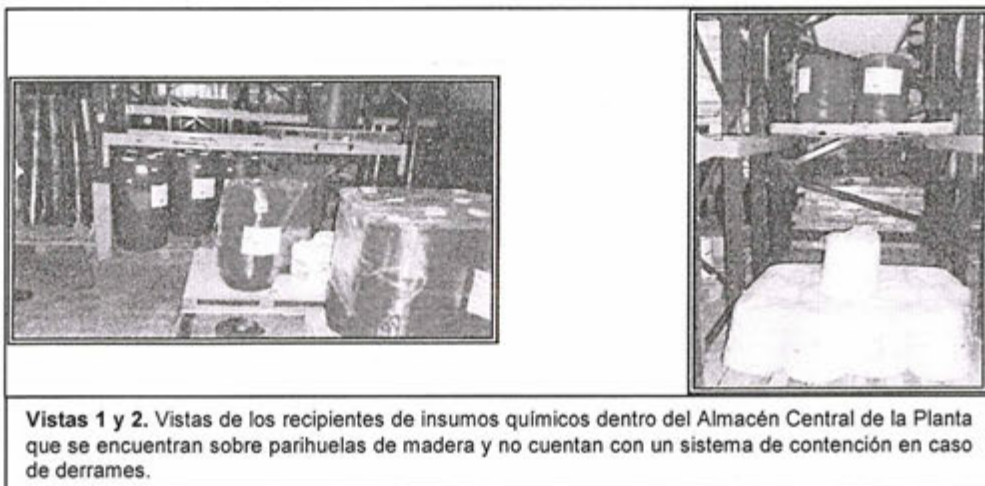 Vistas 1 y 2. Vistas de los recipientes de insumos químicos dentro del Almacén Central de la Planta
que se encuentran sobre parihuelas de madera y no cuentan con un sistema de contención en caso
de derrames.